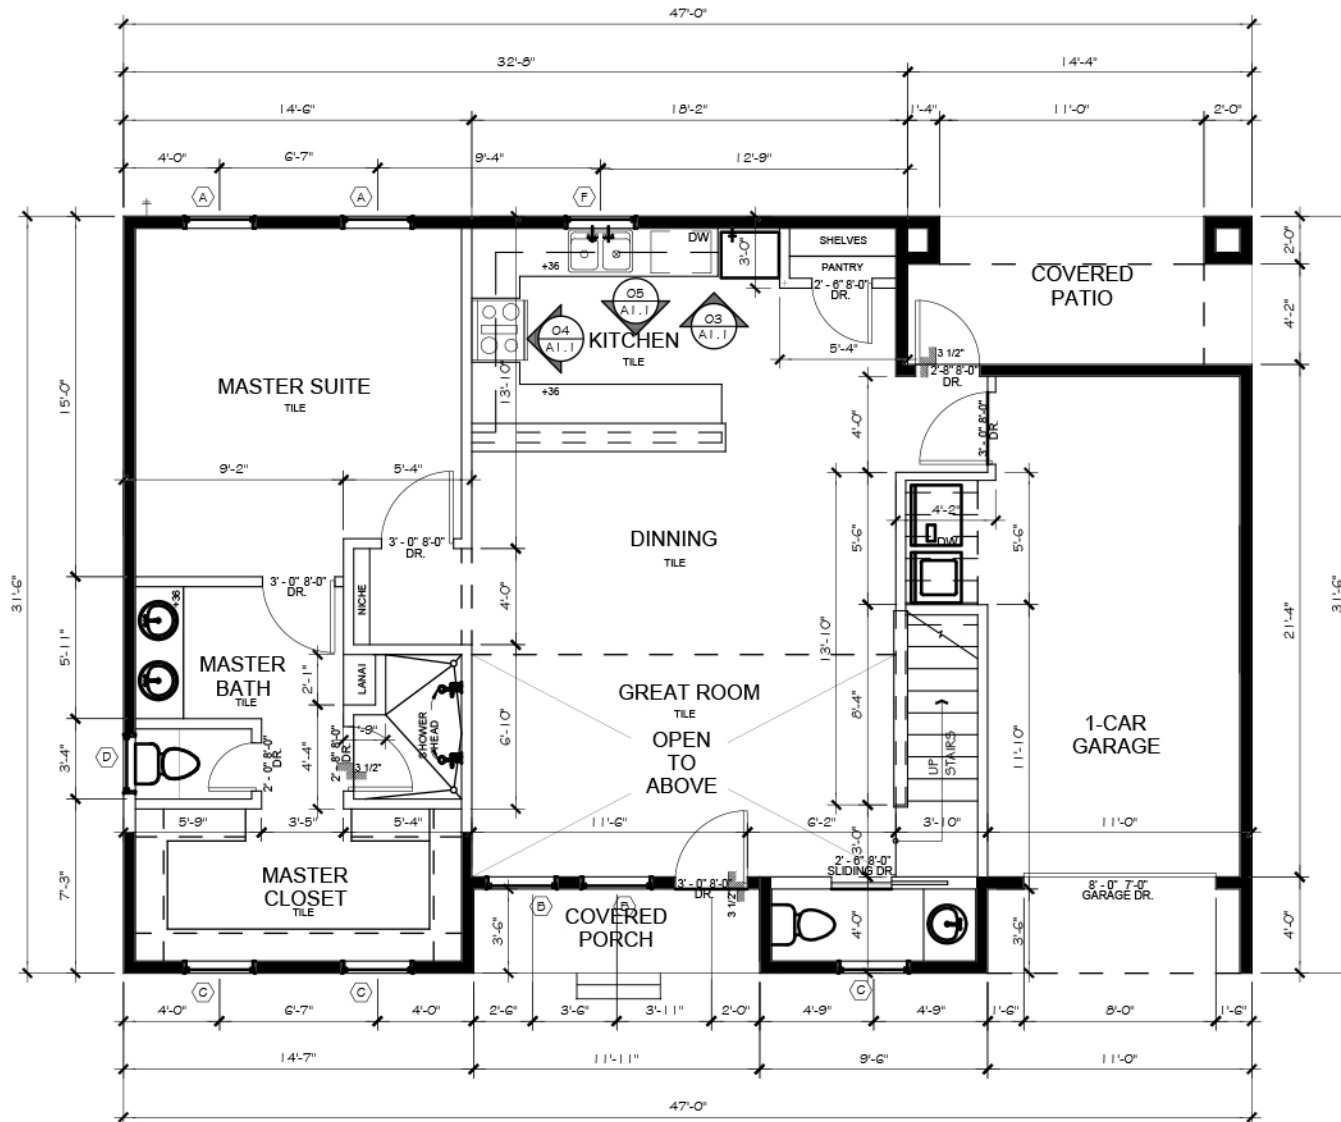 47'-0"
32'-8" 14'-4"
14'-6" 18'-2" 1'-4" 11'-0" 2'-0"
4'-0" 6'-7" 9'-4" 12'-9"
A A F
31'-6"
15'-0"
5'-11"
3'-4"
7'-3"
MASTER SUITE
TILE
9'-2" 5'-4"
3' - 0" 8'-0"
DR.
3' - 0" 8'-0"
DR.
NICHE
+36
MASTER
BATH
TILE
2'-1"
LANAI
SHOWER
HEAD
2' - 0" 8'-0"
DR.
4'-4"
2' - 8" 8'-0"
DR.
3 1/2"
D
5'-9" 3'-5" 5'-4"
MASTER
CLOSET
TILE
+36
DW
3'-0"
SHELVES
PANTRY
2' - 6" 8'-0"
DR.
05
A1.1
03
A1.1
04
A1.1
KITCHEN
TILE
+36
13'-10"
5'-4"
4'-0"
DINNING
TILE
4'-0"
6'-10"
GREAT ROOM
TILE
OPEN
TO
ABOVE
13'-10"
5'-6"
8'-4"
3'-0"
11'-6" 6'-2" 3'-10" 11'-0"
COVERED
PATIO
3 1/2"
2'-8" 8'-0"
DR.
3' - 0" 8'-0"
DR.
4'-2"
DW
5'-6"
UP
STAIRS
11'-10"
1-CAR
GARAGE
2'-0"
4'-2"
21'-4"
4'-0"
31'-6"
2' - 6" 8'-0"
SLIDING DR.
3' - 0" 8'-0"
DR.
3 1/2"
B B
COVERED
PORCH
3'-6"
4'-0"
3'-6"
8' - 0" 7'-0"
GARAGE DR.
C C C
4'-0" 6'-7" 4'-0" 2'-6" 3'-6" 3'-11" 2'-0" 4'-9" 4'-9" 1'-6" 8'-0" 1'-6"
14'-7" 11'-11" 9'-6" 11'-0"
47'-0"